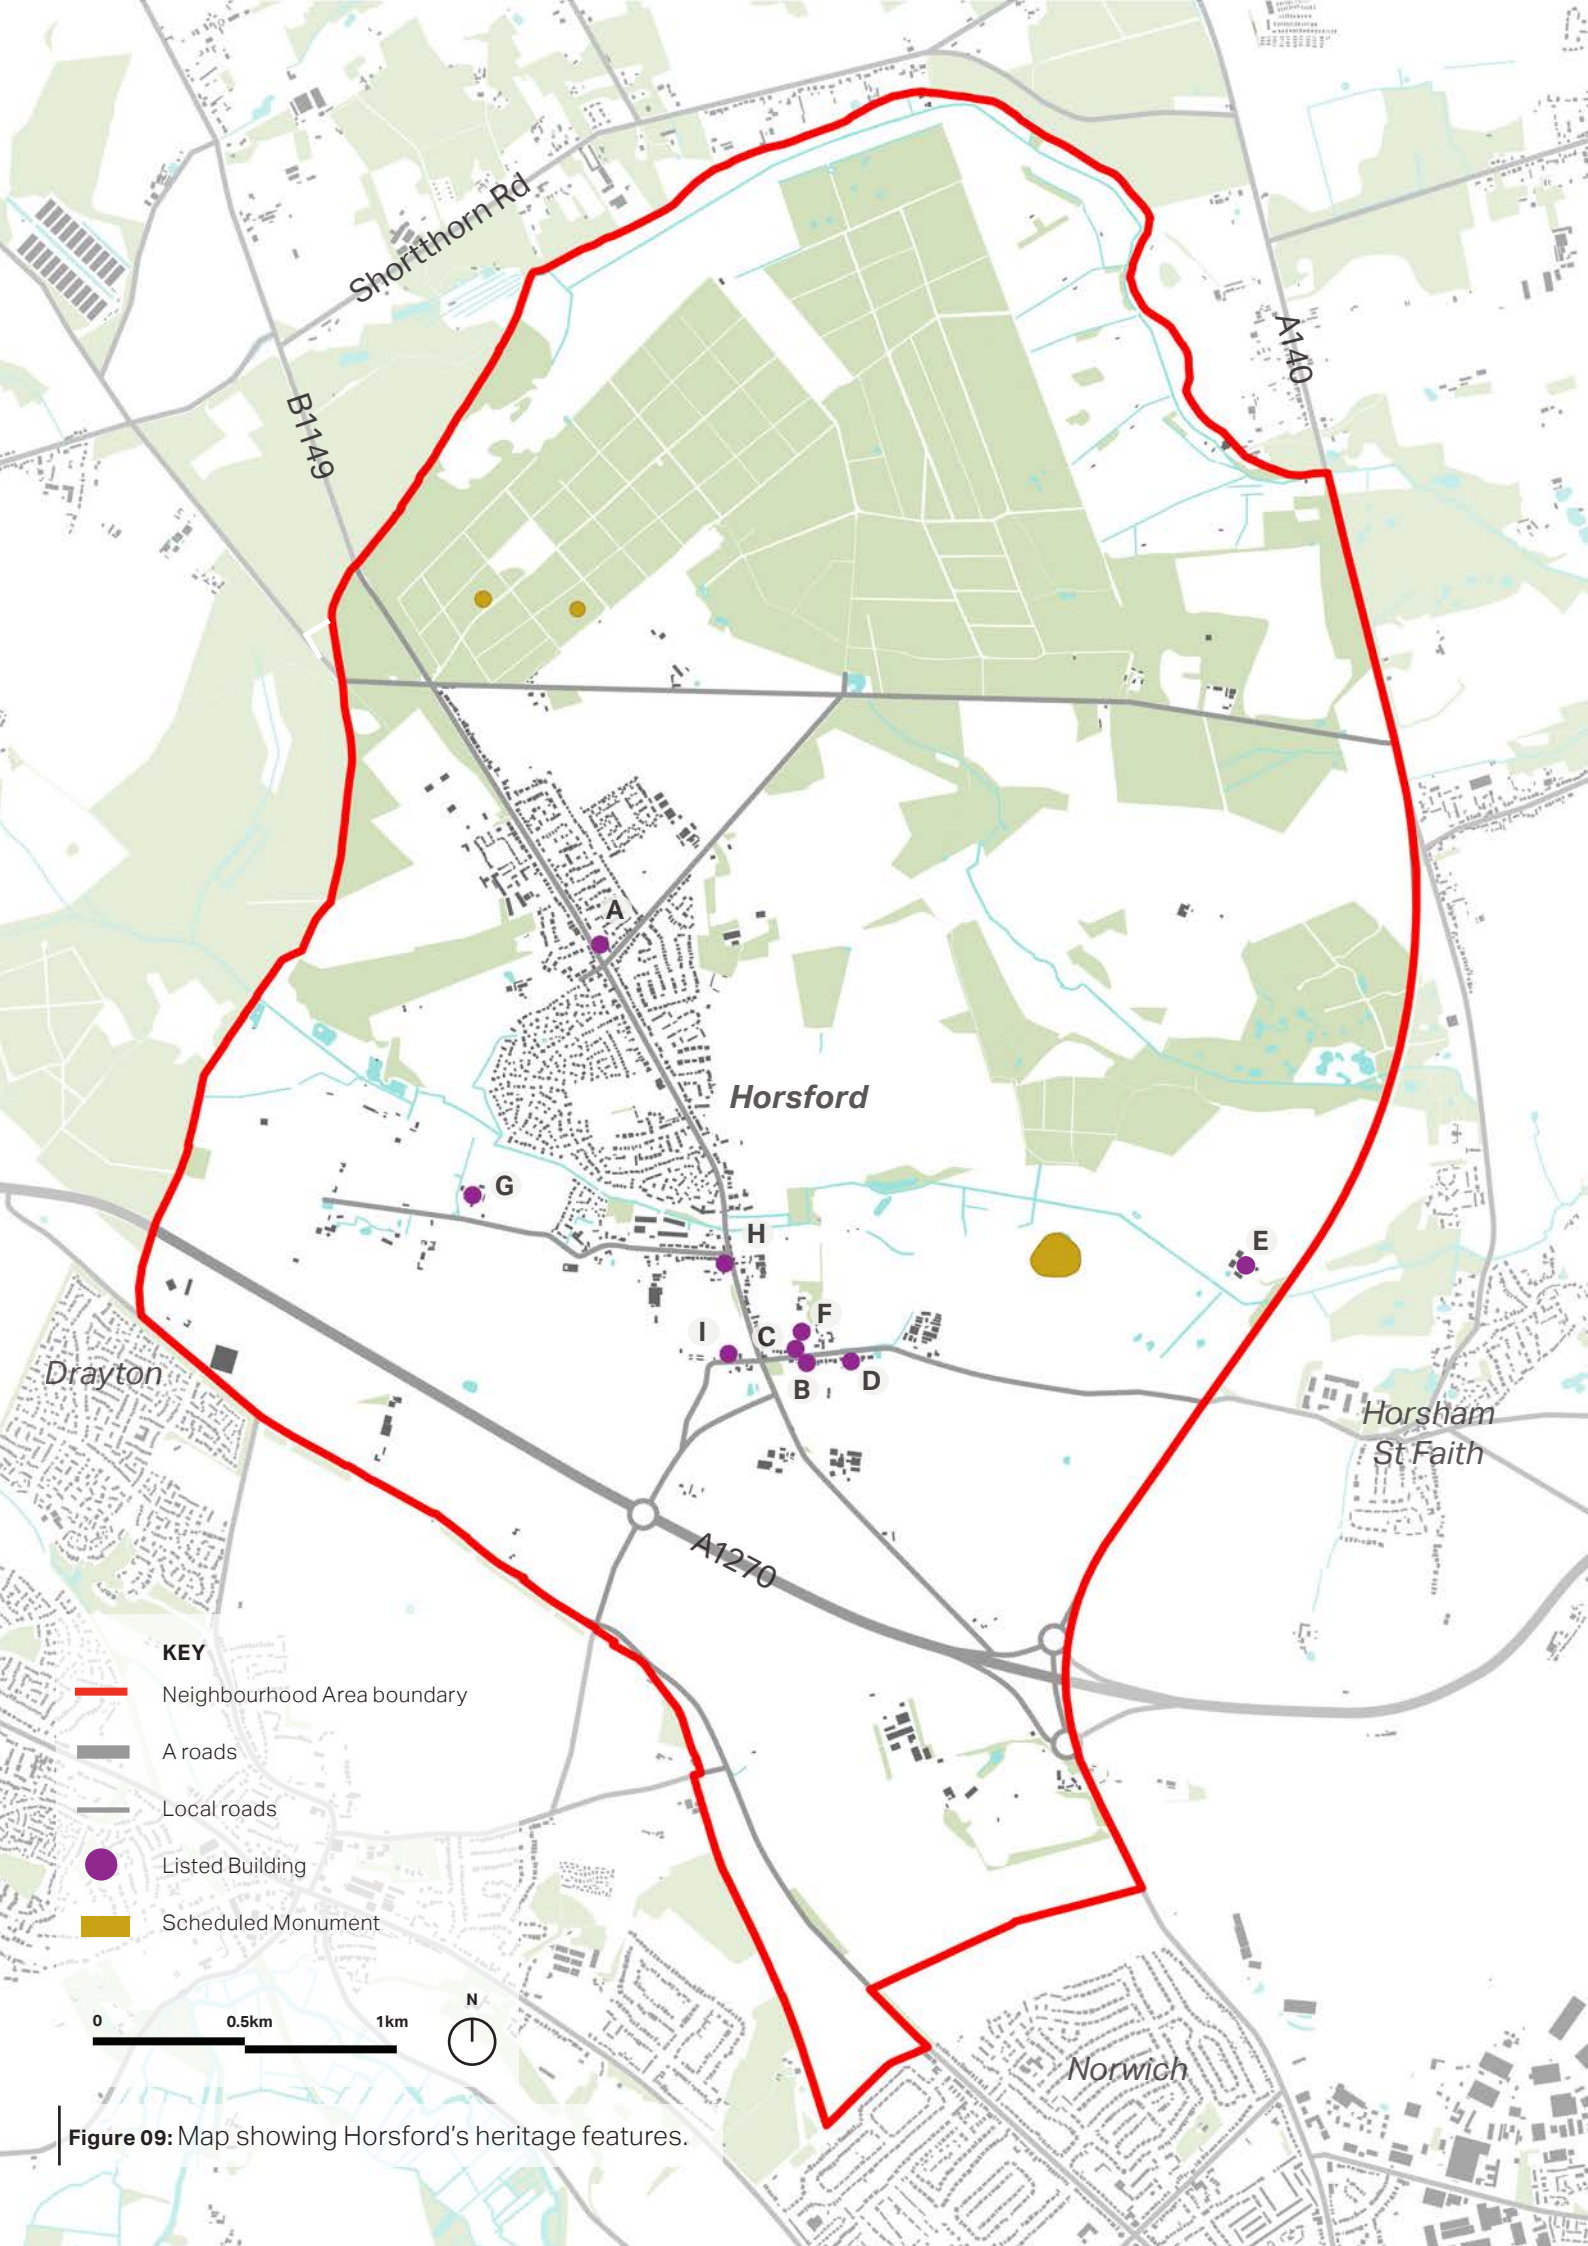 Shortthorn Rd
A140
B1149
A
Horsford
G
H
E
F
I
C
B
D
Drayton
Horsham
St Faith
A1270
KEY
Neighbourhood Area boundary
A roads
Local roads
Listed Building
Scheduled Monument
N
0 0.5km 1km
Norwich
Figure 09: Map showing Horsford’s heritage features.